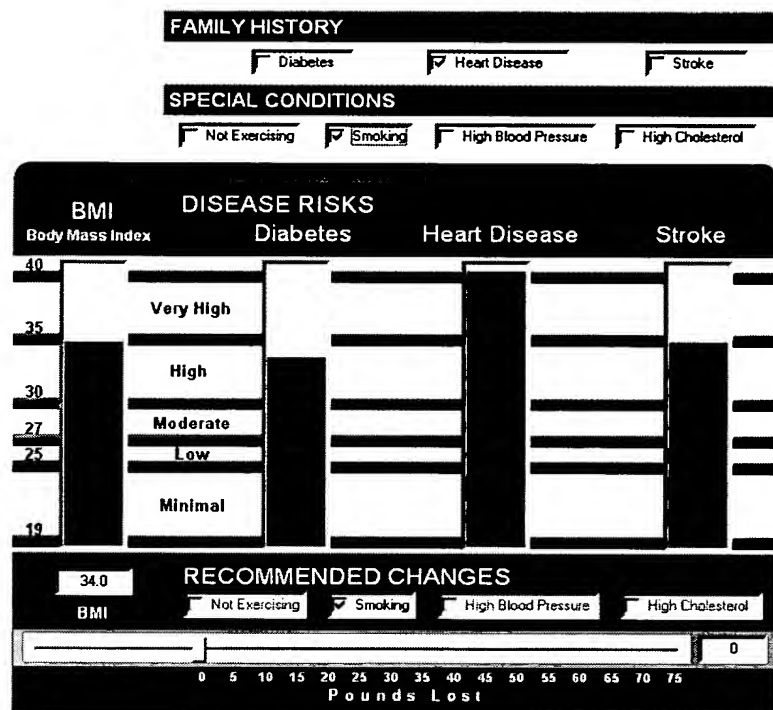 FAMILY HISTORY
Diabetes Heart Disease Stroke
SPECIAL CONDITIONS
Not Exercising Smoking High Blood Pressure High Cholesterol
BMI DISEASE RISKS
Body Mass Index Diabetes Heart Disease Stroke
40
Very High
35
High
30
Moderate
27
Low
25
Minimal
19
34.0 RECOMMENDED CHANGES
BMI Not Exercising Smoking High Blood Pressure High Cholesterol
0
0 5 10 15 20 25 30 35 40 45 50 55 60 65 70 75
Pounds Lost